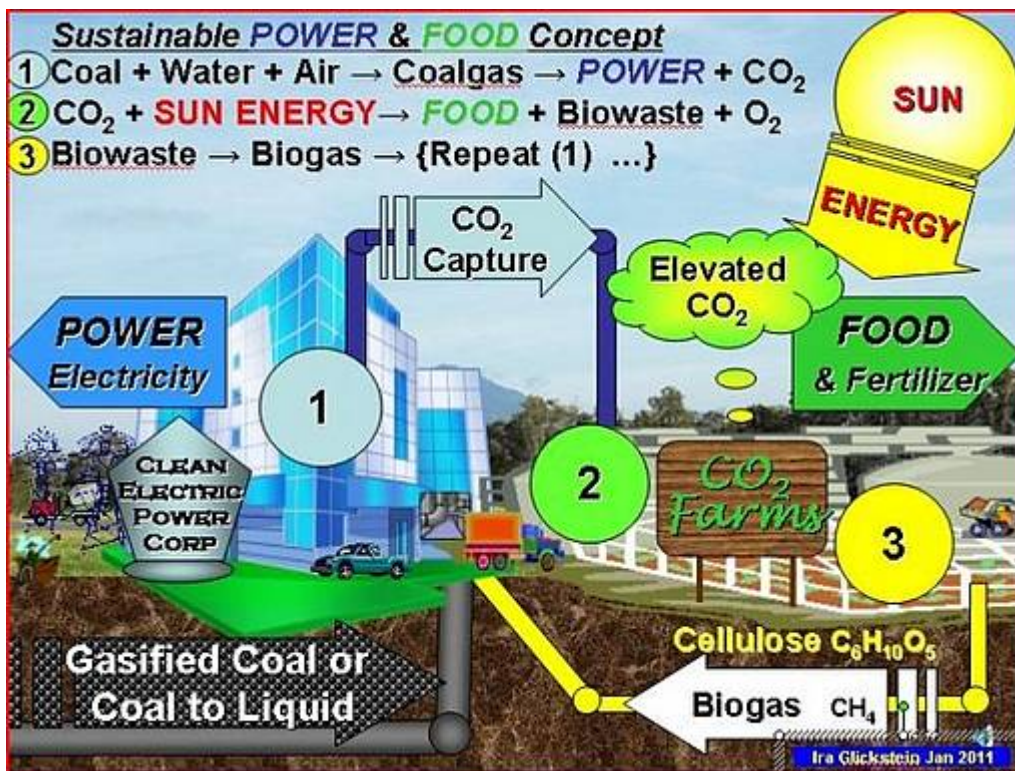 Sustainable POWER & FOOD Concept
1 Coal + Water + Air → Coalgas → POWER + CO₂
2 CO₂ + SUN ENERGY → FOOD + Biowaste + O₂
3 Biowaste → Biogas → {Repeat (1) ...}
SUN
ENERGY
CO₂
Capture
Elevated
CO₂
POWER
Electricity
FOOD
& Fertilizer
1
2
3
CLEAN
ELECTRIC
POWER
CORP
CO₂
Farms
Gasified Coal or
Coal to Liquid
Cellulose C₆H₁₀O₅
Biogas CH₄
Ira Glickstein Jan 2011